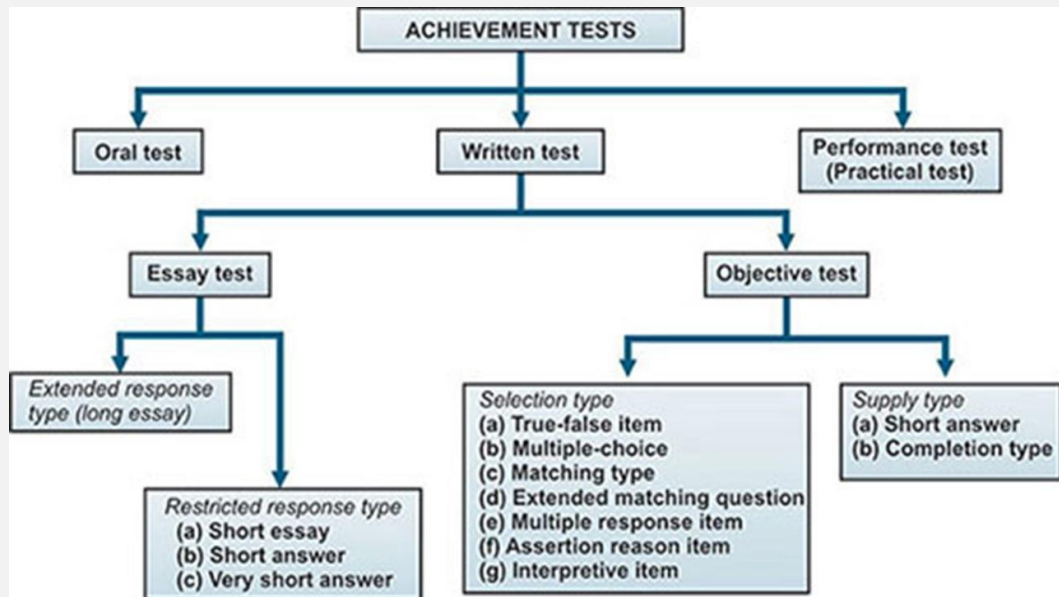 ACHIEVEMENT TESTS
Oral test
Written test
Performance test
(Practical test)
Essay test
Objective test
Extended response
type (long essay)
Restricted response type
(a) Short essay
(b) Short answer
(c) Very short answer
Selection type
(a) True-false item
(b) Multiple-choice
(c) Matching type
(d) Extended matching question
(e) Multiple response item
(f) Assertion reason item
(g) Interpretive item
Supply type
(a) Short answer
(b) Completion type